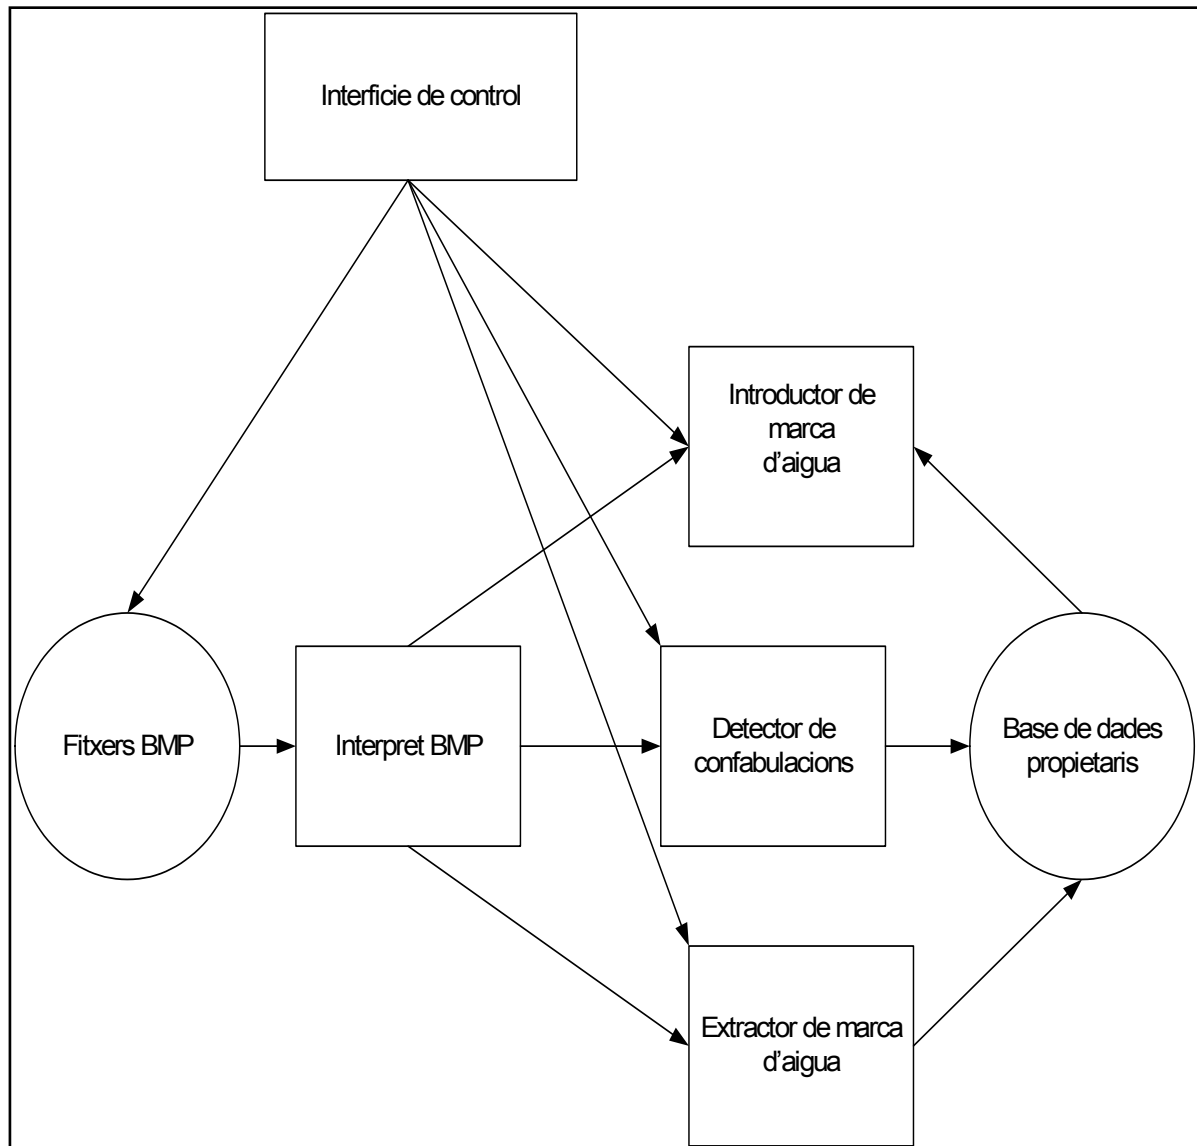 Interficie de control
Introductor de
marca
d'aigua
Fitxers BMP
Interpret BMP
Detector de
confabulacions
Base de dades
propietaris
Extractor de marca
d'aigua